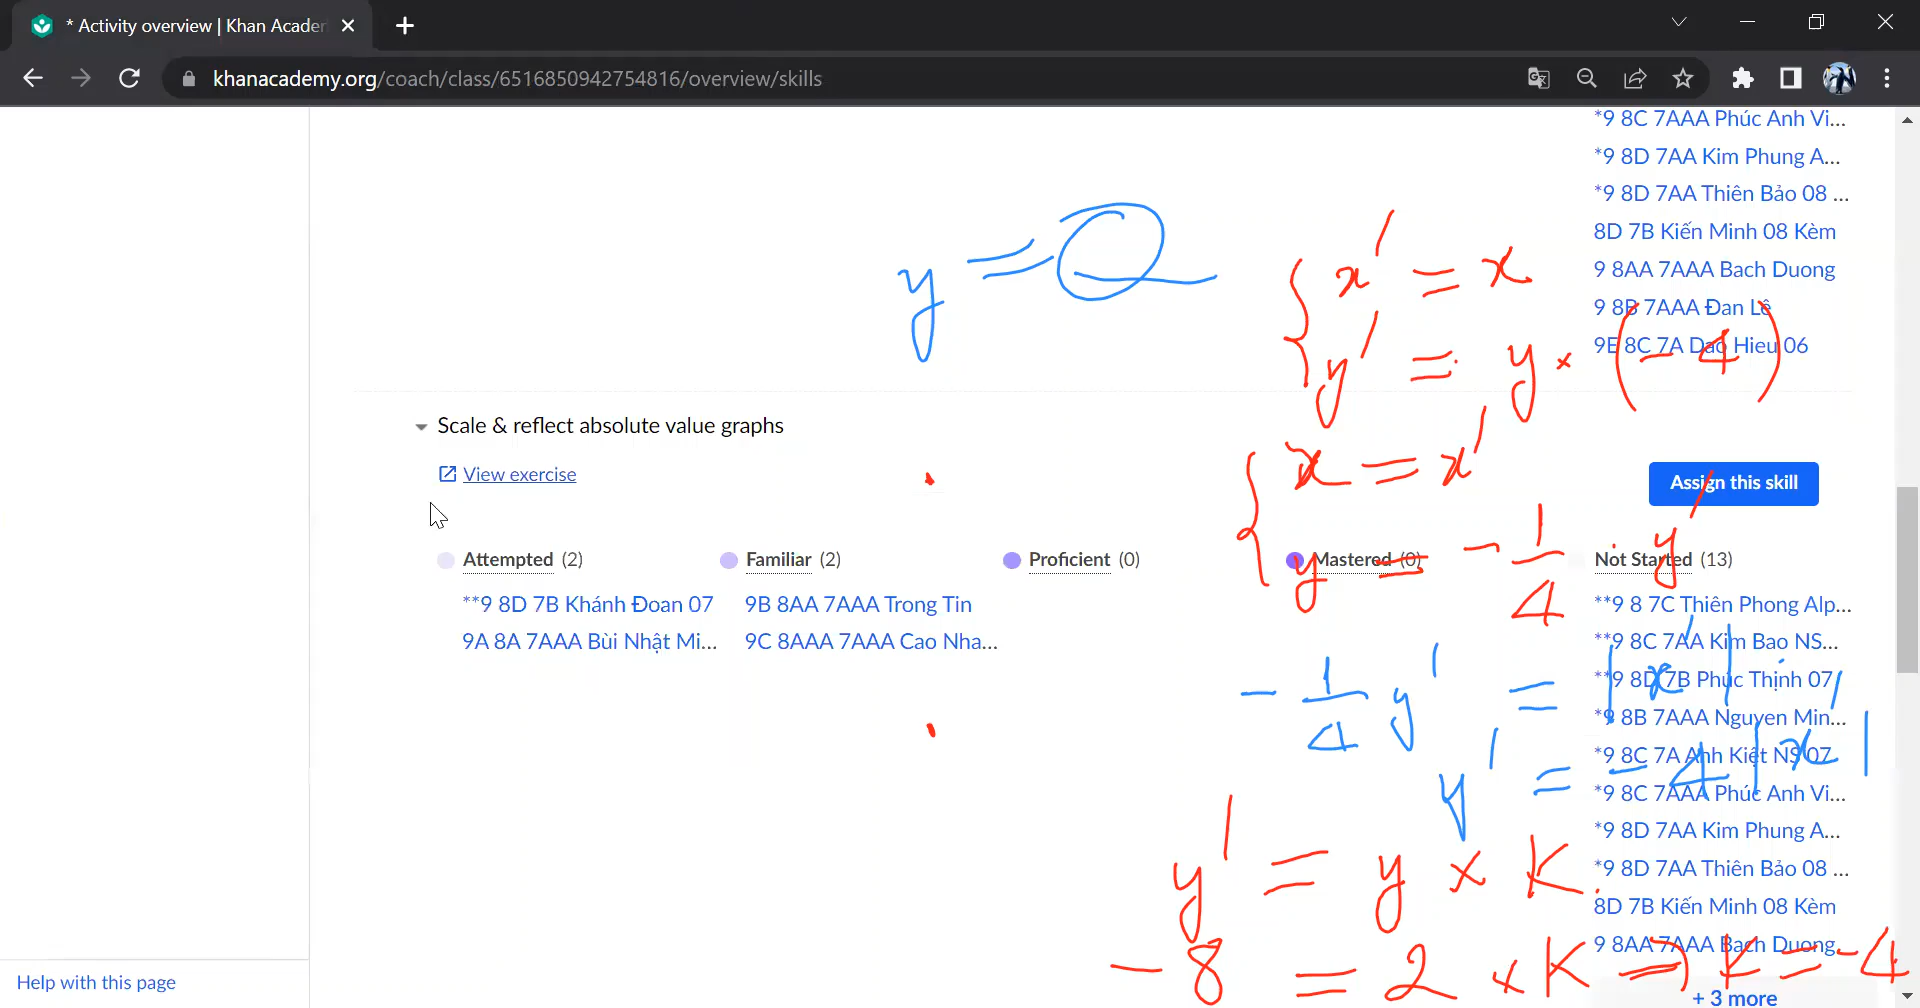 * Activity overview | Khan Acade
khanacademy.org/coach/class/6516850942754816/overview/skills
*9 8C 7AAA Phúc Anh Vi...
*9 8D 7AA Kim Phung A...
*9 8D 7AA Thiên Bảo 08 ...
8D 7B Kiến Minh 08 Kèm
9 8AA 7AAA Bach Duong
9 8B 7AAA Đan Lê
9E 8C 7A Dao Hieu 06
y =
x' = x
y' = y × (-4)
Scale & reflect absolute value graphs
View exercise
Assign this skill
x = x'
y = - 1/4 . y'
Attempted (2)
Familiar (2)
Proficient (0)
Mastered (0)
Not Started (13)
**9 8D 7B Khánh Đoan 07
9A 8A 7AAA Bùi Nhật Mi...
9B 8AA 7AAA Trong Tin
9C 8AAA 7AAA Cao Nha...
**9 8 7C Thiên Phong Alp...
**9 8C 7AA Kim Bao NS...
**9 8D 7B Phúc Thịnh 07
*9 8B 7AAA Nguyen Min...
*9 8C 7A Anh Kiệt NS 07
*9 8C 7AAA Phúc Anh Vi...
*9 8D 7AA Kim Phung A...
*9 8D 7AA Thiên Bảo 08 ...
8D 7B Kiến Minh 08 Kèm
9 8AA 7AAA Bach Duong
+ 3 more
- 1/4 y' = |x'|
y' = -4|x'|
y' = y × K.
-8 = 2 × K ⇒ K = -4
Help with this page